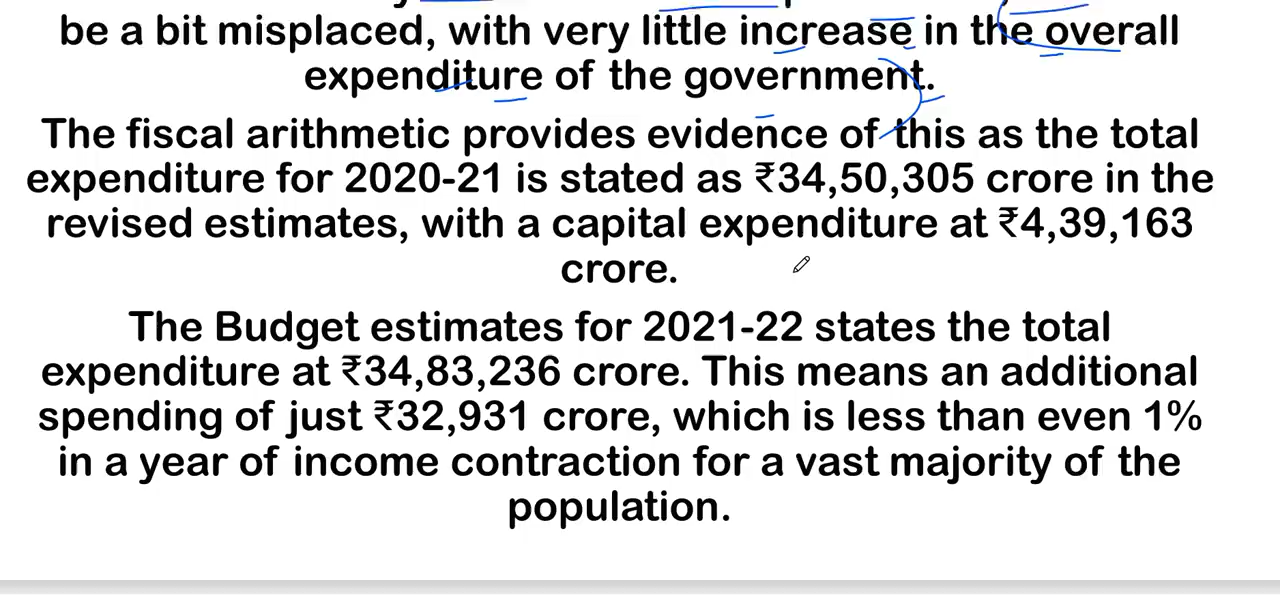 be a bit misplaced, with very little increase in the overall
expenditure of the government.
The fiscal arithmetic provides evidence of this as the total
expenditure for 2020-21 is stated as ₹34,50,305 crore in the
revised estimates, with a capital expenditure at ₹4,39,163
crore.
The Budget estimates for 2021-22 states the total
expenditure at ₹34,83,236 crore. This means an additional
spending of just ₹32,931 crore, which is less than even 1%
in a year of income contraction for a vast majority of the
population.